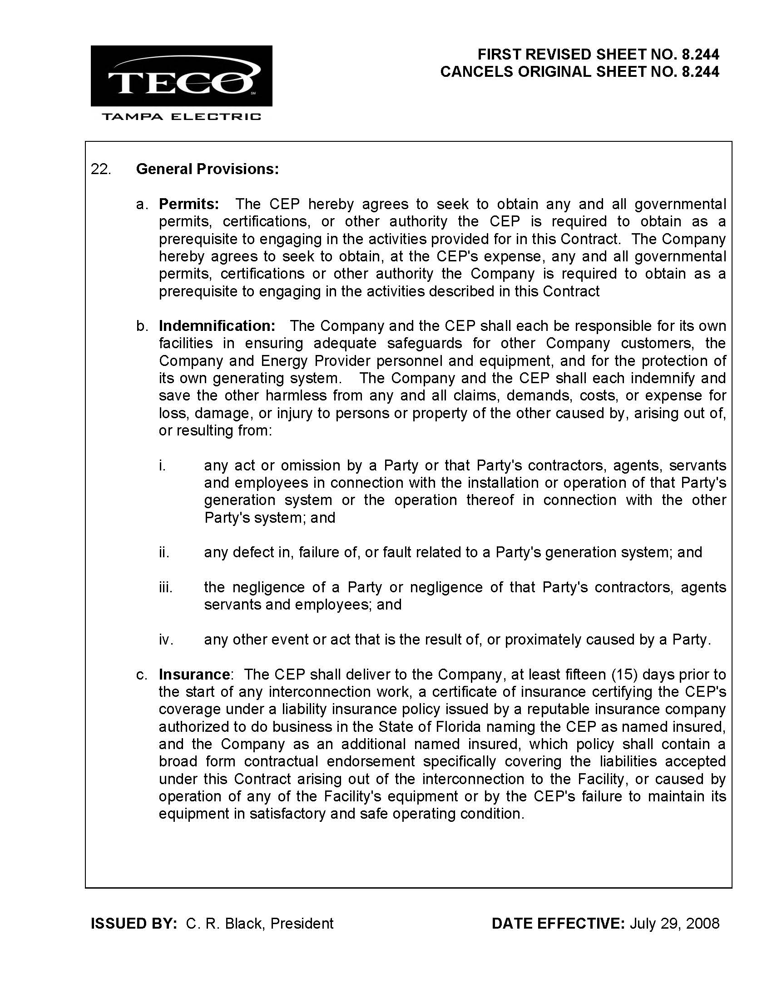 TECO
SM
TAMPA ELECTRIC
FIRST REVISED SHEET NO. 8.244
CANCELS ORIGINAL SHEET NO. 8.244
22. General Provisions:
a. Permits: The CEP hereby agrees to seek to obtain any and all governmental
permits, certifications, or other authority the CEP is required to obtain as a
prerequisite to engaging in the activities provided for in this Contract. The Company
hereby agrees to seek to obtain, at the CEP's expense, any and all governmental
permits, certifications or other authority the Company is required to obtain as a
prerequisite to engaging in the activities described in this Contract
b. Indemnification: The Company and the CEP shall each be responsible for its own
facilities in ensuring adequate safeguards for other Company customers, the
Company and Energy Provider personnel and equipment, and for the protection of
its own generating system. The Company and the CEP shall each indemnify and
save the other harmless from any and all claims, demands, costs, or expense for
loss, damage, or injury to persons or property of the other caused by, arising out of,
or resulting from:
i. any act or omission by a Party or that Party's contractors, agents, servants
and employees in connection with the installation or operation of that Party's
generation system or the operation thereof in connection with the other
Party's system; and
ii. any defect in, failure of, or fault related to a Party's generation system; and
iii. the negligence of a Party or negligence of that Party's contractors, agents
servants and employees; and
iv. any other event or act that is the result of, or proximately caused by a Party.
c. Insurance: The CEP shall deliver to the Company, at least fifteen (15) days prior to
the start of any interconnection work, a certificate of insurance certifying the CEP's
coverage under a liability insurance policy issued by a reputable insurance company
authorized to do business in the State of Florida naming the CEP as named insured,
and the Company as an additional named insured, which policy shall contain a
broad form contractual endorsement specifically covering the liabilities accepted
under this Contract arising out of the interconnection to the Facility, or caused by
operation of any of the Facility's equipment or by the CEP's failure to maintain its
equipment in satisfactory and safe operating condition.
ISSUED BY: C. R. Black, President
DATE EFFECTIVE: July 29, 2008